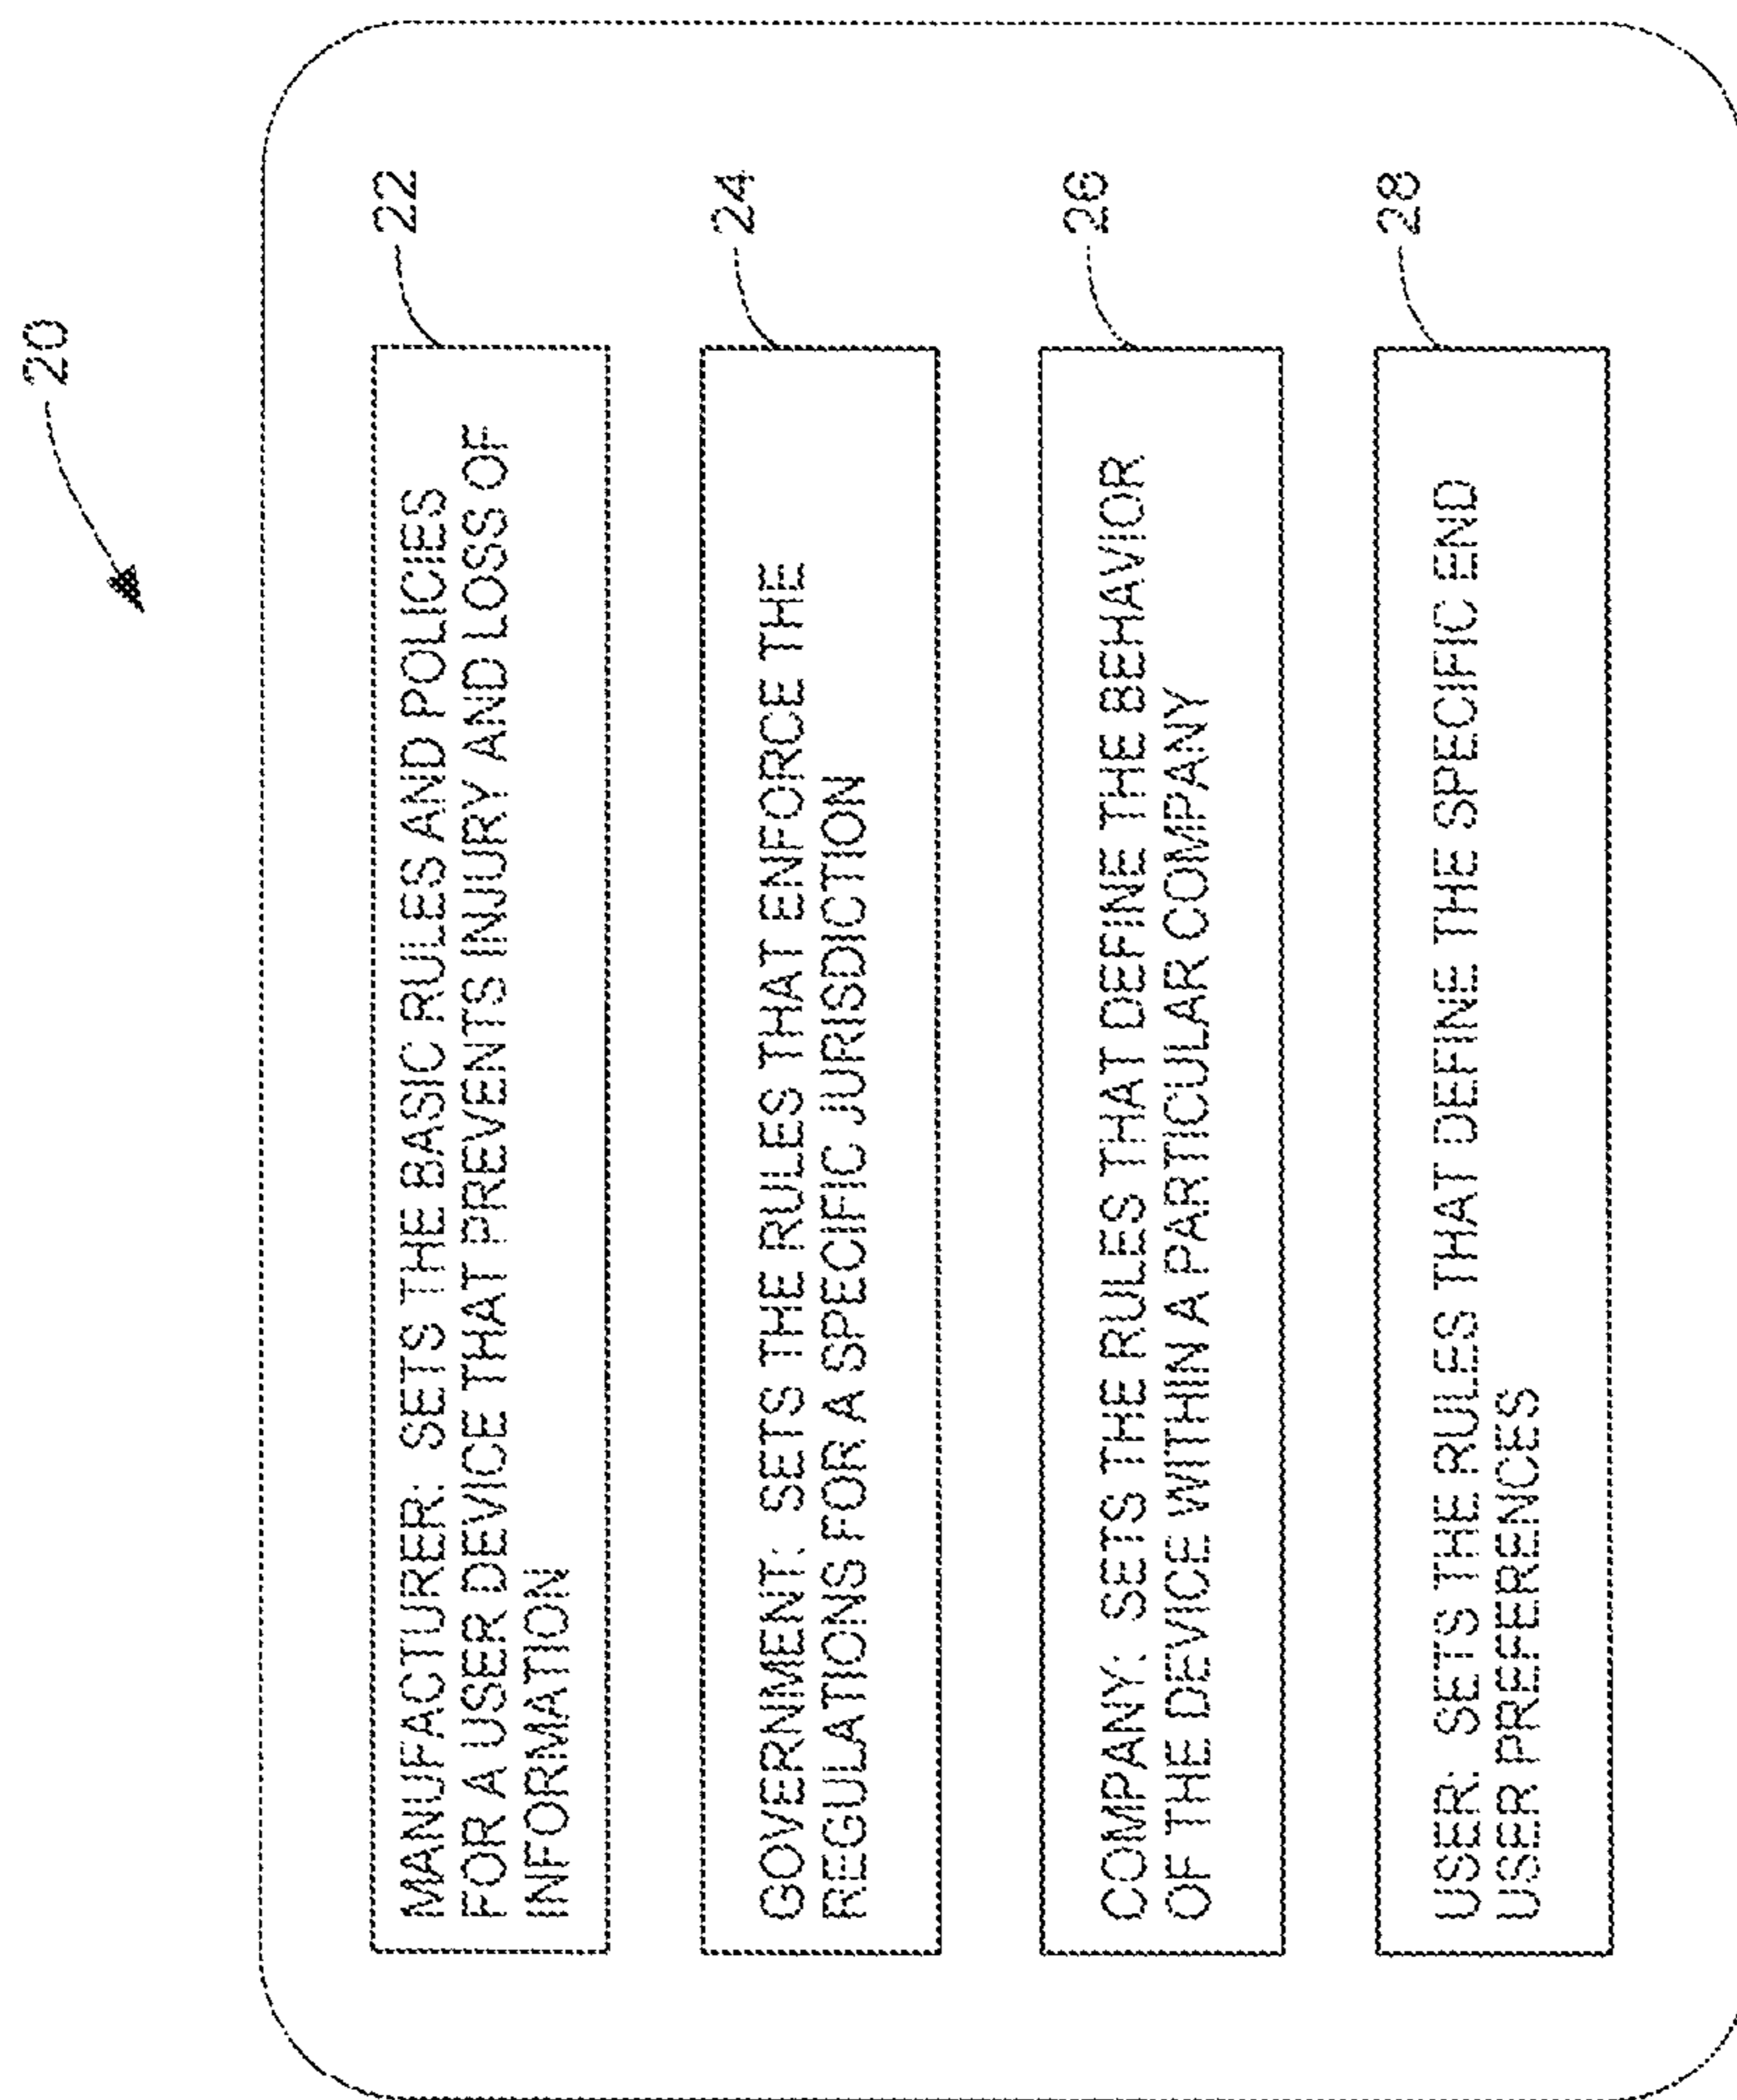 20
22
MANUFACTURER: SETS THE BASIC RULES AND POLICIES
FOR A USER DEVICE THAT PREVENTS INJURY AND LOSS OF
INFORMATION
24
GOVERNMENT: SETS THE RULES THAT ENFORCE THE
REGULATIONS FOR A SPECIFIC JURISDICTION
26
COMPANY: SETS THE RULES THAT DEFINE THE BEHAVIOR
OF THE DEVICE WITHIN A PARTICULAR COMPANY
28
USER: SETS THE RULES THAT DEFINE THE SPECIFIC END
USER PREFERENCES